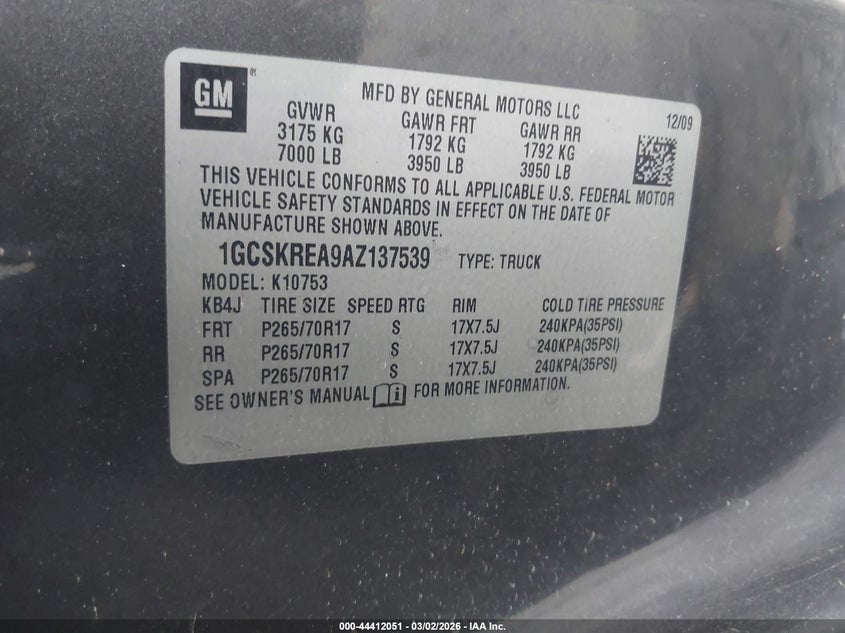 GM
MFD BY GENERAL MOTORS LLC
12/09
GVWR GAWR FRT GAWR RR
3175 KG 1792 KG 1792 KG
7000 LB 3950 LB 3950 LB
THIS VEHICLE CONFORMS TO ALL APPLICABLE U.S. FEDERAL MOTOR
VEHICLE SAFETY STANDARDS IN EFFECT ON THE DATE OF
MANUFACTURE SHOWN ABOVE.
1GCSKREA9AZ137539 TYPE: TRUCK
MODEL: K10753
KB4J TIRE SIZE SPEED RTG RIM COLD TIRE PRESSURE
FRT P265/70R17 S 17X7.5J 240KPA(35PSI)
RR P265/70R17 S 17X7.5J 240KPA(35PSI)
SPA P265/70R17 S 17X7.5J 240KPA(35PSI)
SEE OWNER'S MANUAL i FOR MORE INFORMATION.
000-44412051 - 03/02/2026 - IAA Inc.